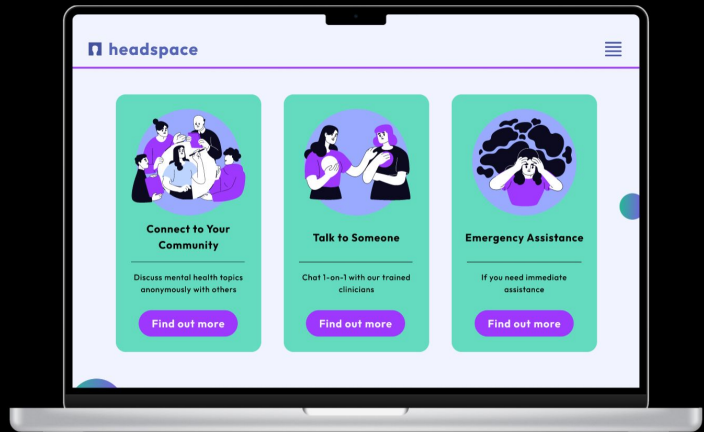 headspace
Connect to Your
Community
Discuss mental health topics
anonymously with others
Find out more
Talk to Someone
Chat 1-on-1 with our trained
clinicians
Find out more
Emergency Assistance
If you need immediate
assistance
Find out more